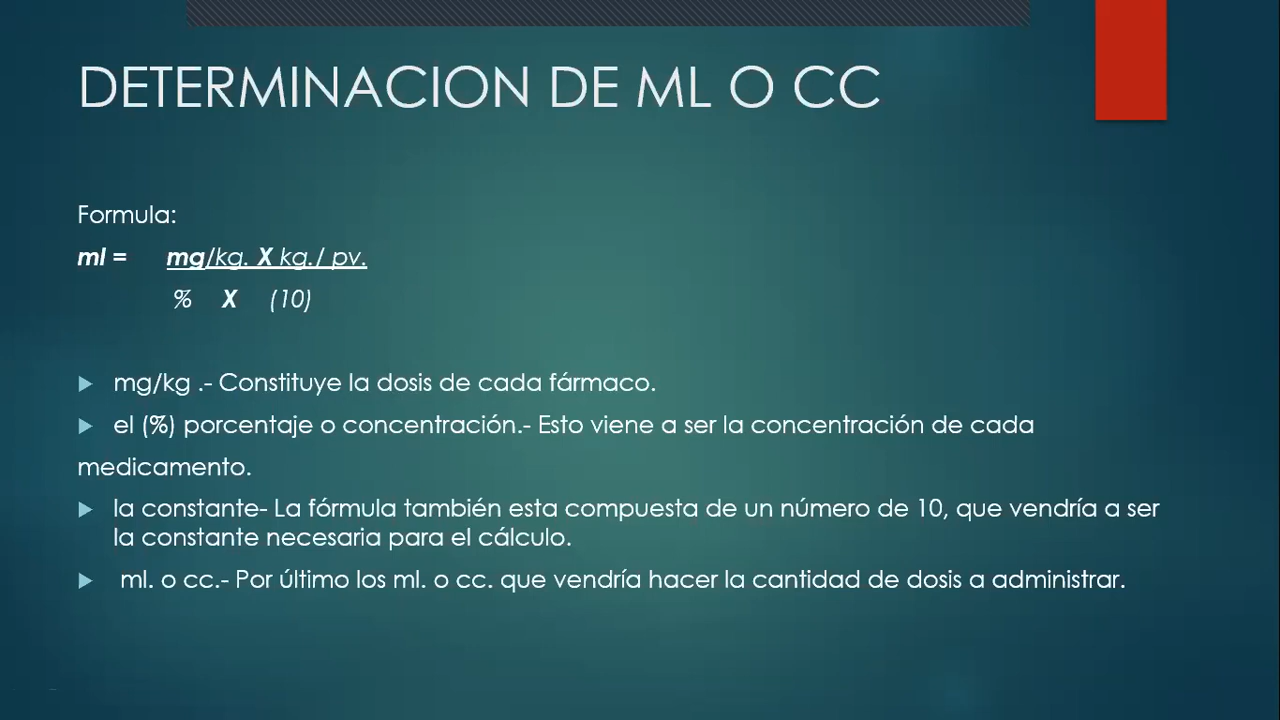 DETERMINACION DE ML O CC
Formula:
ml = mg/kg. X kg./ pv.
% X (10)
mg/kg .- Constituye la dosis de cada fármaco.
el (%) porcentaje o concentración.- Esto viene a ser la concentración de cada
medicamento.
la constante- La fórmula también esta compuesta de un número de 10, que vendría a ser
la constante necesaria para el cálculo.
ml. o cc.- Por último los ml. o cc. que vendría hacer la cantidad de dosis a administrar.